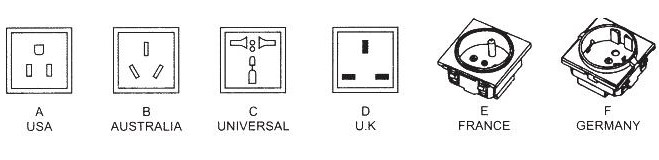 A
USA
B
AUSTRALIA
C
UNIVERSAL
D
U.K
E
FRANCE
F
GERMANY